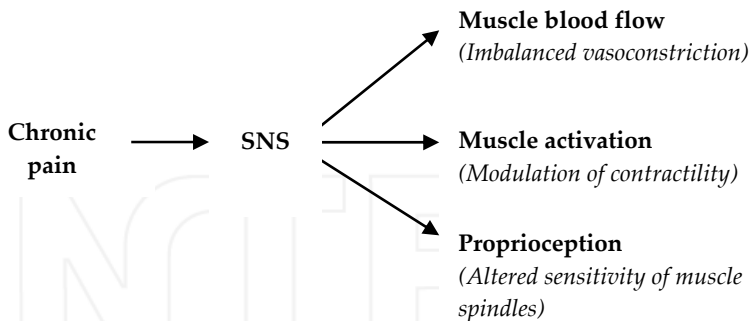 Muscle blood flow
(Imbalanced vasoconstriction)
Chronic
pain
SNS
Muscle activation
(Modulation of contractility)
Proprioception
(Altered sensitivity of muscle
spindles)